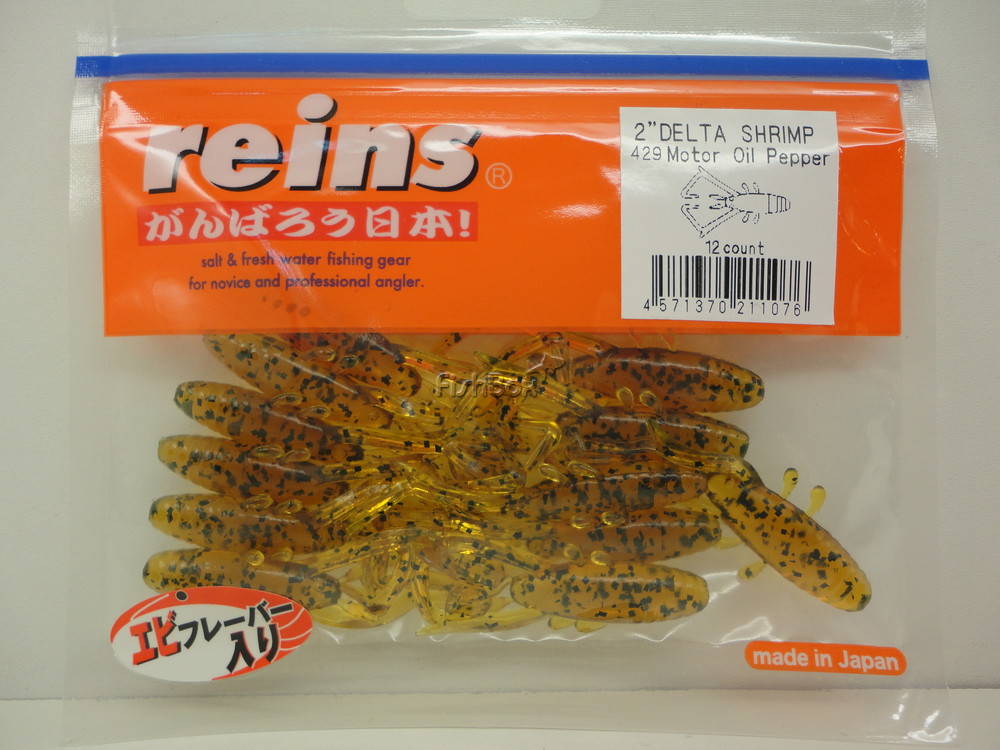 reins®
がんばろう日本!
salt & fresh water fishing gear
for novice and professional angler.
2”DELTA SHRIMP
429 Motor Oil Pepper
12 count
4 571370 211076
FishBox
エビフレーバー
入り
made in Japan